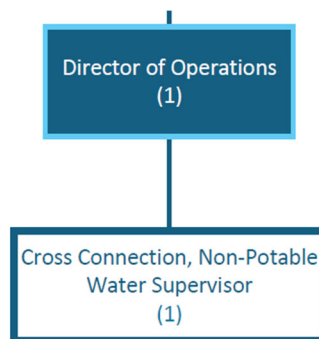 Director of Operations
(1)
Cross Connection, Non-Potable
Water Supervisor
(1)